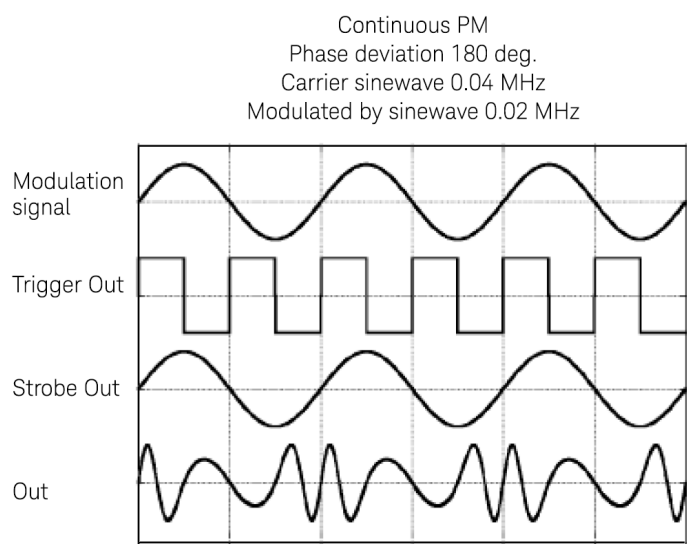 Continuous PM
Phase deviation 180 deg.
Carrier sinewave 0.04 MHz
Modulated by sinewave 0.02 MHz
Modulation
signal
Trigger Out
Strobe Out
Out